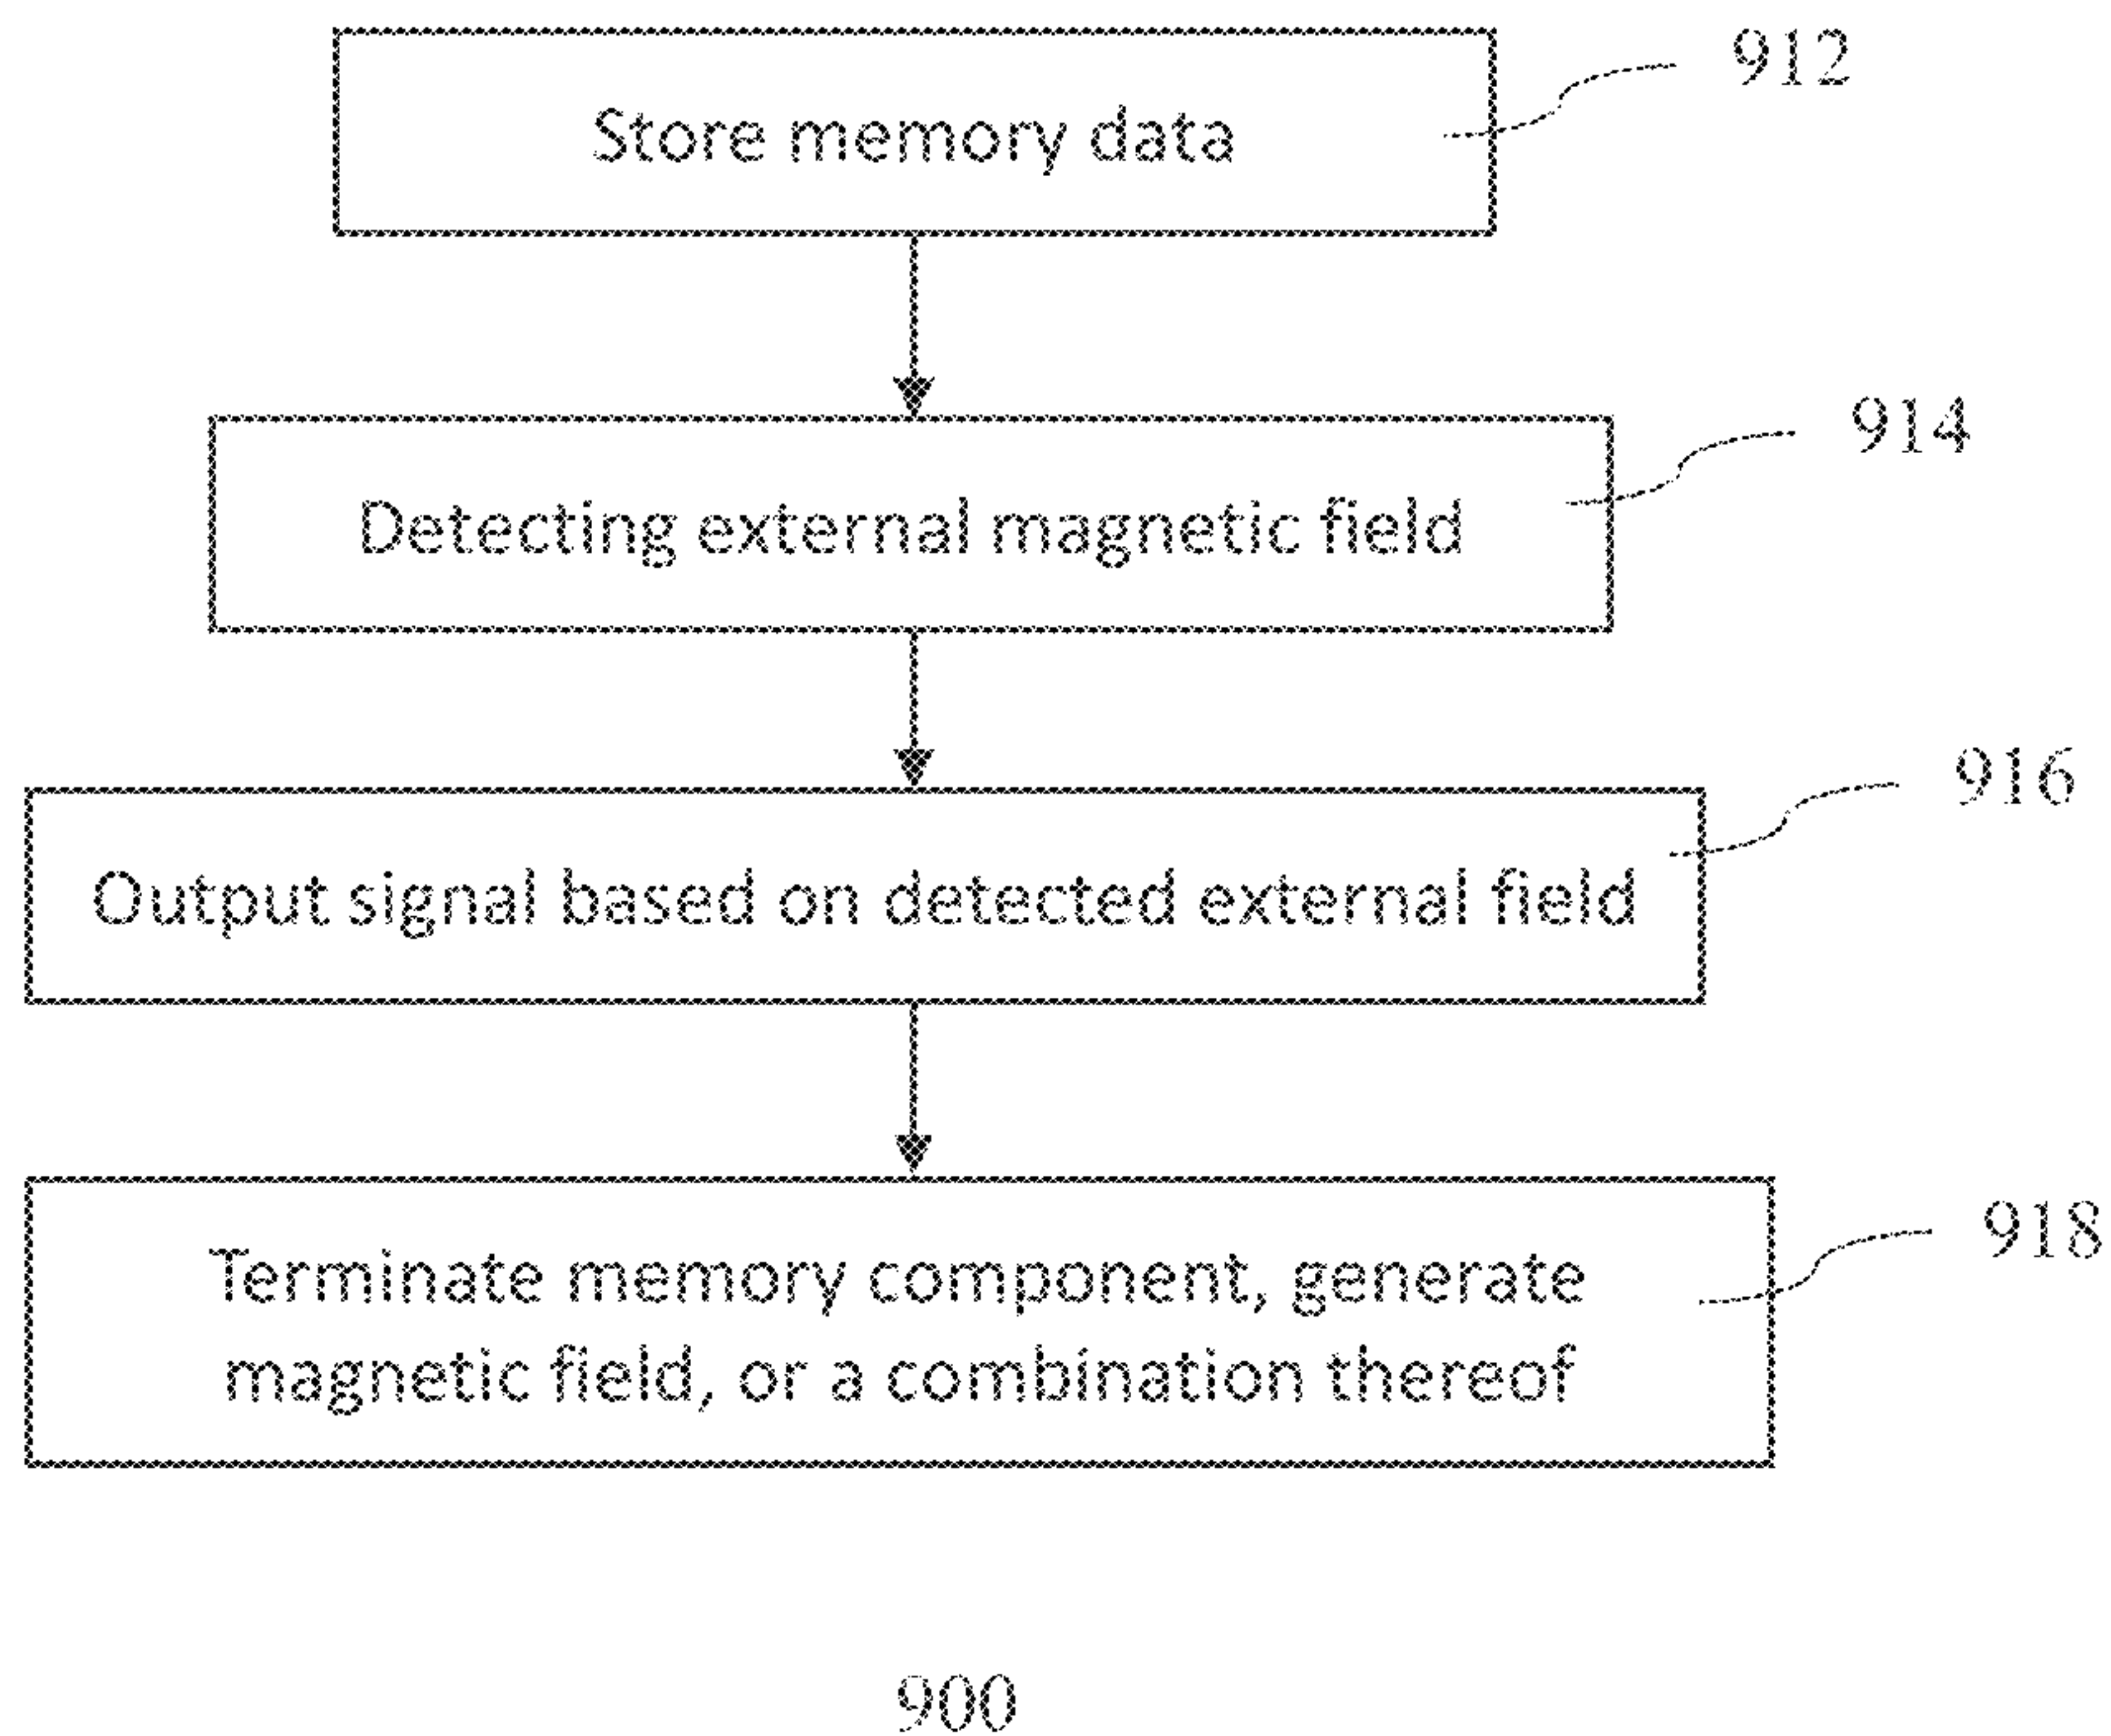 912
Store memory data
914
Detecting external magnetic field
916
Output signal based on detected external field
918
Terminate memory component, generate
magnetic field, or a combination thereof
900